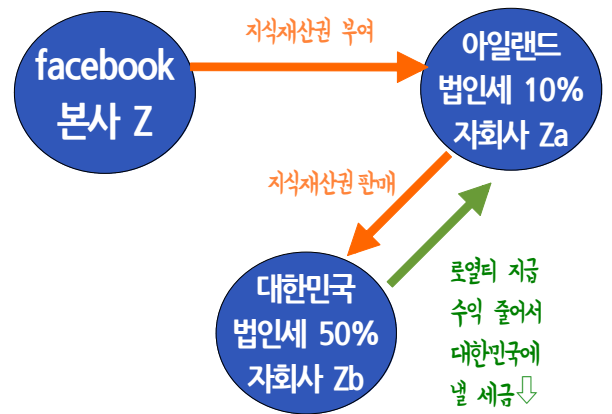 facebook
본사 Z
지식재산권 부여
아일랜드
법인세 10%
자회사 Za
지식재산권 판매
대한민국
법인세 50%
자회사 Zb
로열티 지급
수익 줄어서
대한민국에
낼 세금⇩